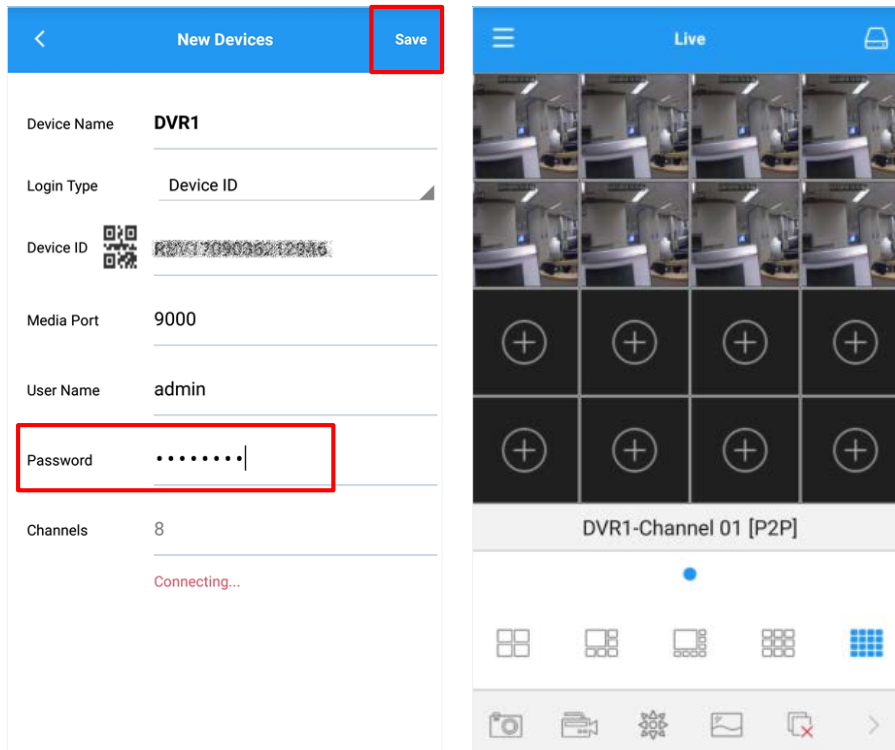 New Devices
Save
Device Name
DVR1
Login Type
Device ID
Device ID
Media Port
9000
User Name
admin
Password
••••••••
Channels
8
Connecting...
Live
DVR1-Channel 01 [P2P]